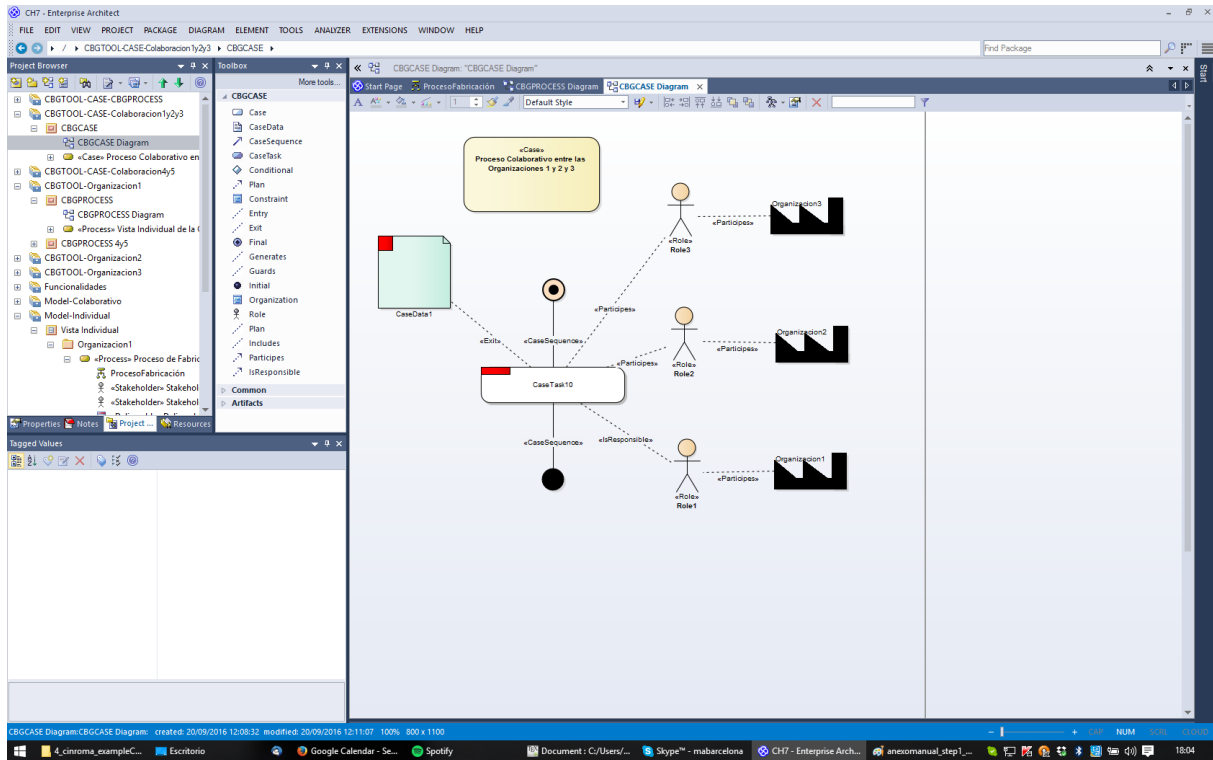 CH7 - Enterprise Architect
FILE EDIT VIEW PROJECT PACKAGE DIAGRAM ELEMENT TOOLS ANALYZER EXTENSIONS WINDOW HELP
/ CBGTOOL-CASE-Colaboracion1y2y3 CBGCASE
Find Package
Project Browser
CBGTOOL-CASE-CBGPROCESS
CBGTOOL-CASE-Colaboracion1y2y3
CBGCASE
CBGCASE Diagram
«Case» Proceso Colaborativo en
CBGTOOL-CASE-Colaboracion4y5
CBGTOOL-Organizacion1
CBGPROCESS
CBGPROCESS Diagram
«Process» Vista Individual de la
CBGPROCESS 4y5
CBGTOOL-Organizacion2
CBGTOOL-Organizacion3
Funcionalidades
Model-Colaborativo
Model-Individual
Vista Individual
Organizacion1
«Process» Proceso de Fabric
ProcesoFabricación
«Stakeholder» Stakehol
«Stakeholder» Stakehol
Properties Notes Project ... Resources
Tagged Values
Toolbox
More tools...
CBGCASE
Case
CaseData
CaseSequence
CaseTask
Conditional
Plan
Constraint
Entry
Exit
Final
Generates
Guards
Initial
Organization
Role
Plan
Includes
Participes
IsResponsible
Common
Artifacts
CBGCASE Diagram: "CBGCASE Diagram"
Start Page ProcesoFabricación CBGPROCESS Diagram CBGCASE Diagram
1 Default Style
Start
«Case»
Proceso Colaborativo entre las
Organizaciones 1 y 2 y 3
Organizacion3
«Participes»
«Role»
Role3
CaseData1
«Participes»
Organizacion2
«Exit» «CaseSequence»
«Participes»
«Participes»
«Role»
Role2
CaseTask10
«CaseSequence» «IsResponsible»
Organizacion1
«Participes»
«Role»
Role1
CBGCASE Diagram:CBGCASE Diagram: created: 20/09/2016 12:08:32 modified: 20/09/2016 12:11:07 100% 800 x 1100
CAP NUM SCRL CLOUD
4_cinroma_exampleC... Escritorio Google Calendar - Se... Spotify Document : C:/Users/... Skype™ - mabarcelona CH7 - Enterprise Arch... anexomanual_step1_... 18:04